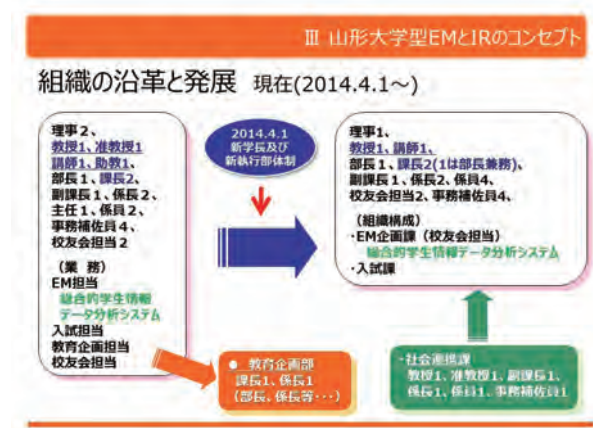 Ⅲ 山形大学型EMとIRのコンセプト
組織の沿革と発展 現在(2014.4.1～)
理事２、
教授1、准教授1
講師1、助教1、
部長１、課長2、
副課長１、係長２、
主任１、係員２、
事務補佐員４、
校友会担当２
(業 務)
EM担当
総合的学生情報
データ分析システム
入試担当
教育企画担当
校友会担当
2014.4.1
新学長及び
新執行部体制
理事1、
教授1、講師1、
部長１、課長2(1は部長兼務)、
副課長１、係長2、係員4、
校友会担当2、事務補佐員4、
(組織構成)
・EM企画課（校友会担当）
総合的学生情報データ分析システム
・入試課
● 教育企画部
課長1、係長1
（部長、係長等・・・）
・社会連携課
教授1、准教授1、副課長1、
係長1、係員1、事務補佐員1